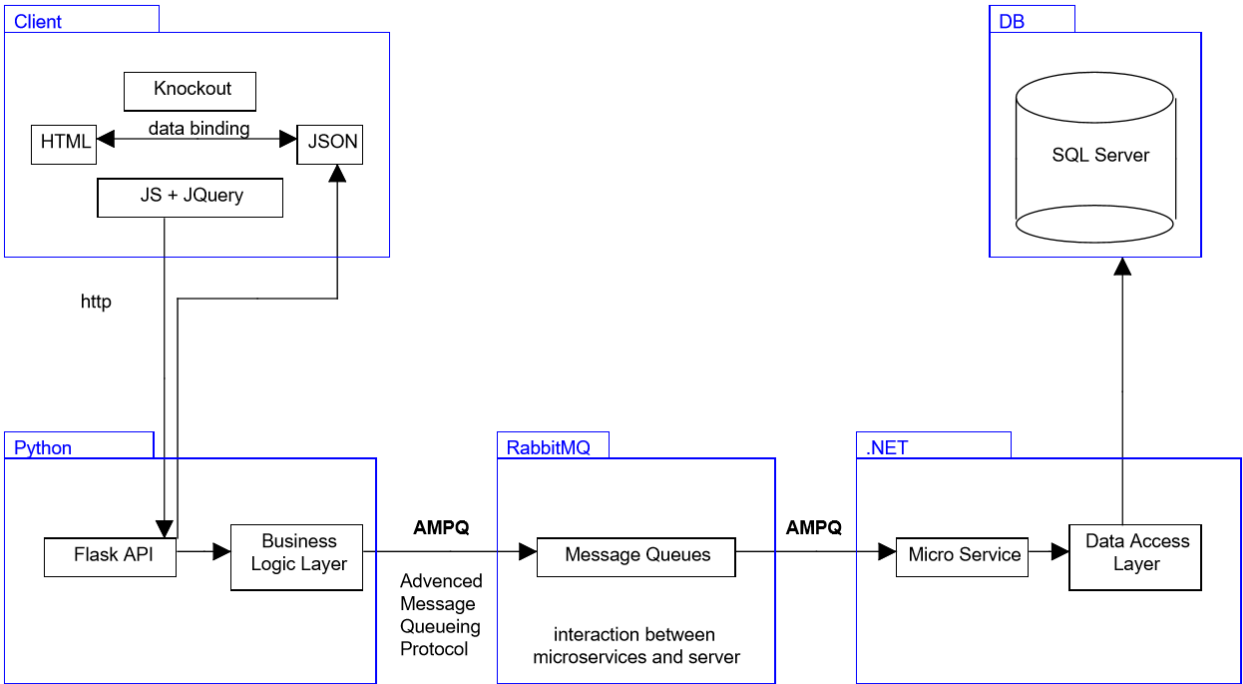 Client
DB
Knockout
data binding
HTML
JSON
JS + JQuery
SQL Server
http
Python
RabbitMQ
.NET
Flask API
Business
Logic Layer
AMPQ
Advenced
Message
Queueing
Protocol
Message Queues
interaction between
microservices and server
AMPQ
Micro Service
Data Access
Layer